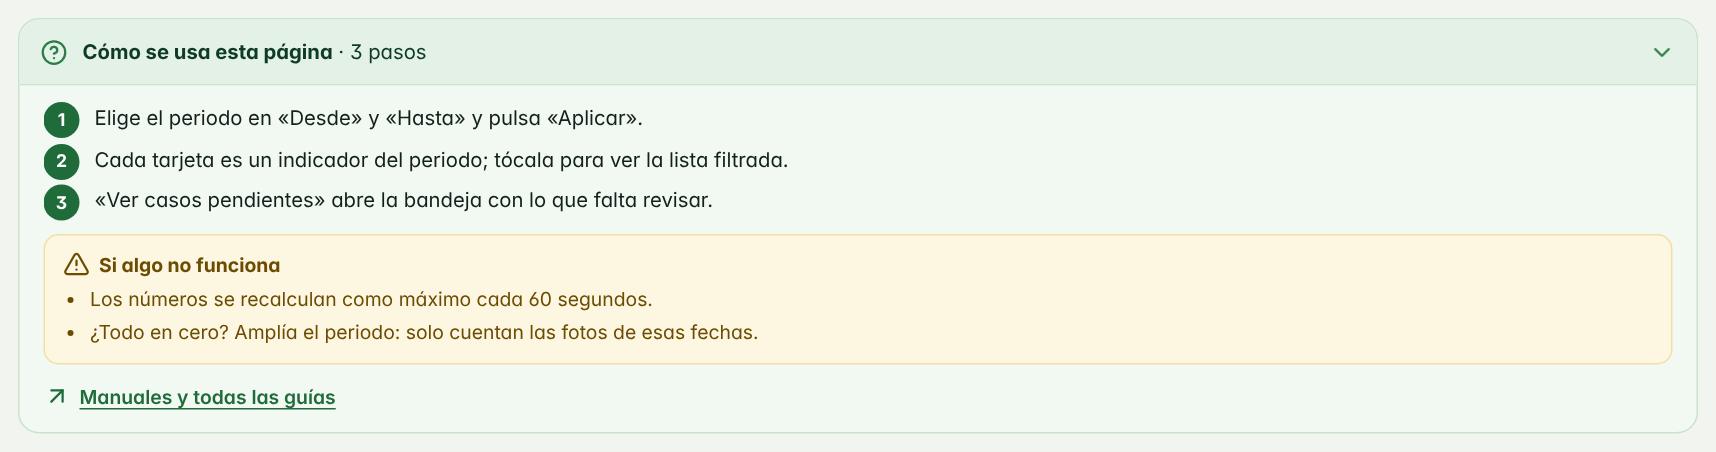 Cómo se usa esta página · 3 pasos
1 Elige el periodo en «Desde» y «Hasta» y pulsa «Aplicar».
2 Cada tarjeta es un indicador del periodo; tócala para ver la lista filtrada.
3 «Ver casos pendientes» abre la bandeja con lo que falta revisar.
Si algo no funciona
• Los números se recalculan como máximo cada 60 segundos.
• ¿Todo en cero? Amplía el periodo: solo cuentan las fotos de esas fechas.
Manuales y todas las guías